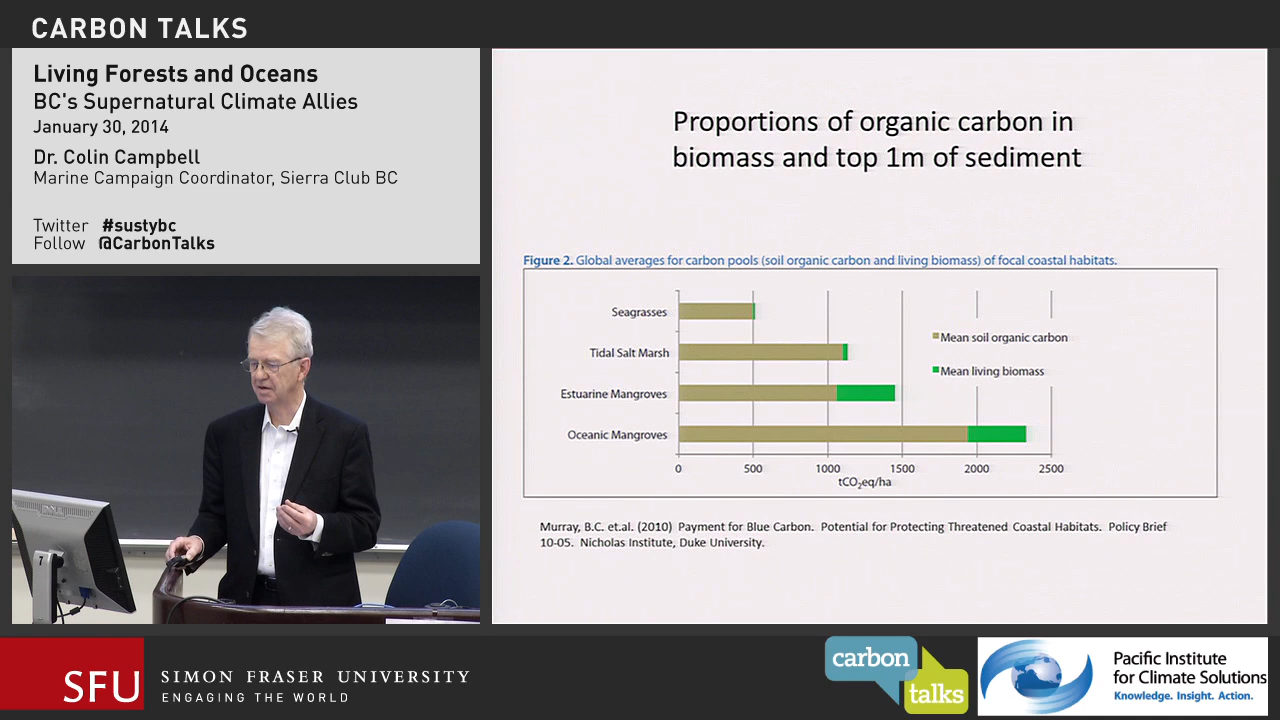 CARBON TALKS
Living Forests and Oceans
BC's Supernatural Climate Allies
January 30, 2014
Dr. Colin Campbell
Marine Campaign Coordinator, Sierra Club BC
Twitter #sustybc
Follow @CarbonTalks
7
Proportions of organic carbon in
biomass and top 1m of sediment
Figure 2. Global averages for carbon pools (soil organic carbon and living biomass) of focal coastal habitats.
Seagrasses
Tidal Salt Marsh
Estuarine Mangroves
Oceanic Mangroves
Mean soil organic carbon
Mean living biomass
0 500 1000 1500 2000 2500
tCO₂eq/ha
Murray, B.C. et.al. (2010) Payment for Blue Carbon. Potential for Protecting Threatened Coastal Habitats. Policy Brief
10-05. Nicholas Institute, Duke University.
SFU
SIMON FRASER UNIVERSITY
ENGAGING THE WORLD
carbon
talks
Pacific Institute
for Climate Solutions
Knowledge. Insight. Action.